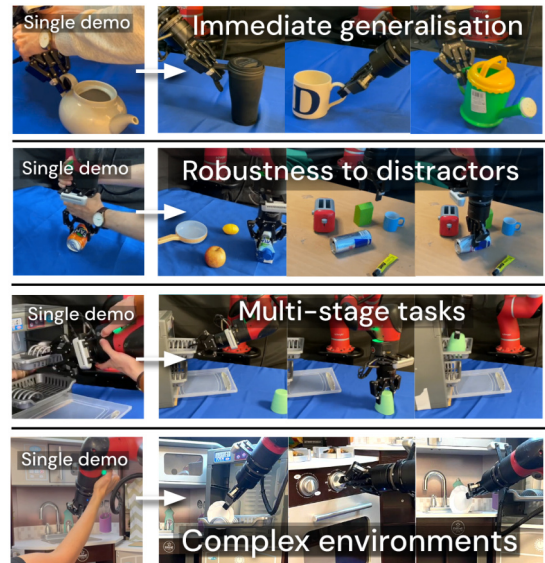 Single demo
Immediate generalisation
D
Single demo
Robustness to distractors
Single demo
Multi-stage tasks
Single demo
Complex environments